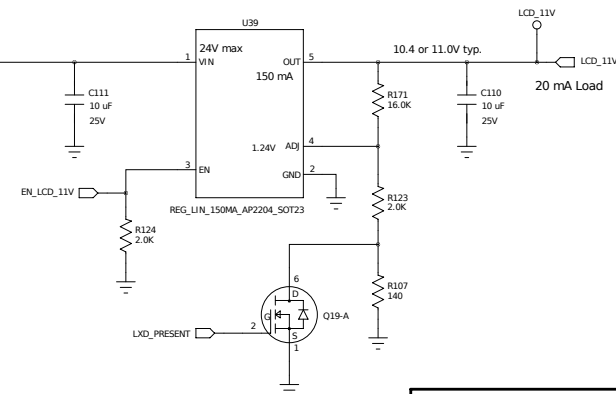 LCD_11V
U39
24V max
1
VIN
OUT
5
10.4 or 11.0V typ.
LCD_11V
150 mA
20 mA Load
C111
10 uF
25V
R171
16.0K
C110
10 uF
25V
1.24V
ADJ
4
3
EN
GND
2
EN_LCD_11V
REG_LIN_150MA_AP2204_SOT23
R123
2.0K
R124
2.0K
6
D
R107
140
G
Q19-A
LXD_PRESENT
2
S
1